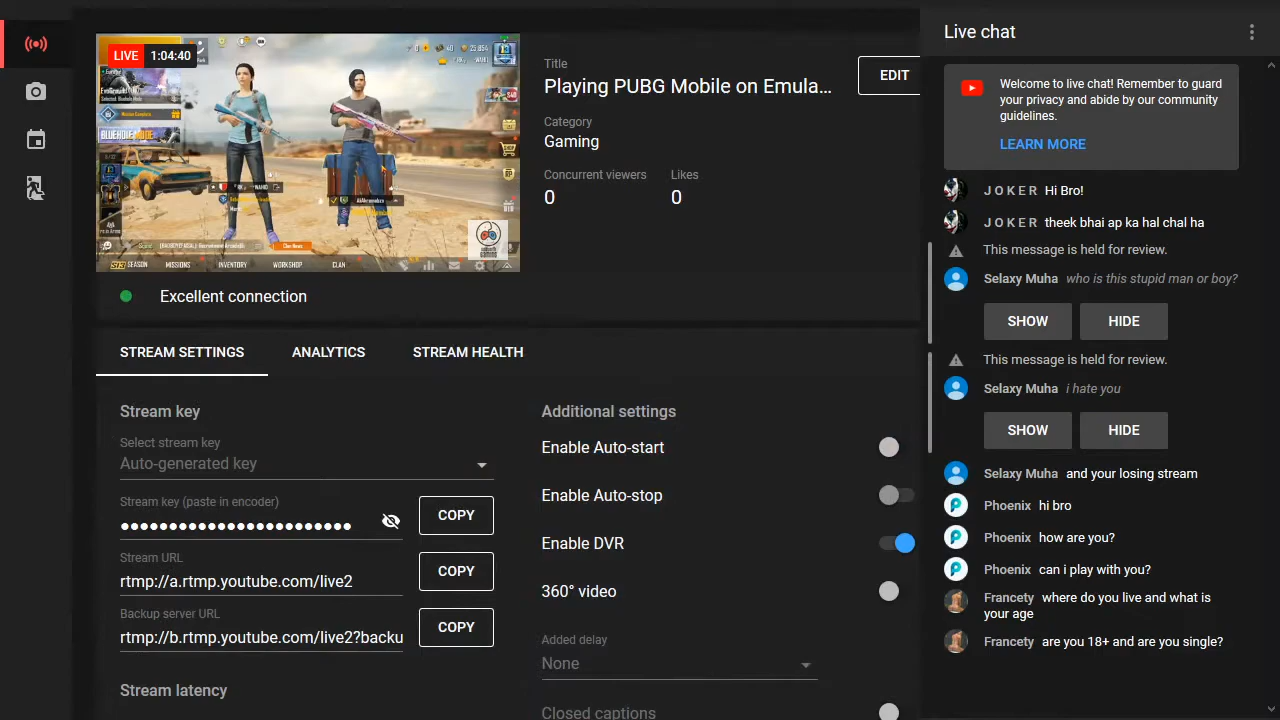 LIVE 1:04:40
MISSIONS
INVENTORY
WORKSHOP
CLAN
SEASON
Title
Playing PUBG Mobile on Emula...
EDIT
Category
Gaming
Concurrent viewers
Likes
0
0
Excellent connection
STREAM SETTINGS
ANALYTICS
STREAM HEALTH
Stream key
Select stream key
Auto-generated key
Stream key (paste in encoder)
COPY
Stream URL
rtmp://a.rtmp.youtube.com/live2
COPY
Backup server URL
rtmp://b.rtmp.youtube.com/live2?backu
COPY
Stream latency
Additional settings
Enable Auto-start
Enable Auto-stop
Enable DVR
360° video
Added delay
None
Closed captions
Live chat
Welcome to live chat! Remember to guard
your privacy and abide by our community
guidelines.
LEARN MORE
J O K E R Hi Bro!
J O K E R theek bhai ap ka hal chal ha
This message is held for review.
Selaxy Muha who is this stupid man or boy?
SHOW
HIDE
This message is held for review.
Selaxy Muha i hate you
SHOW
HIDE
Selaxy Muha and your losing stream
Phoenix hi bro
Phoenix how are you?
Phoenix can i play with you?
Francety where do you live and what is
you age
Francety are you 18+ and are you single?